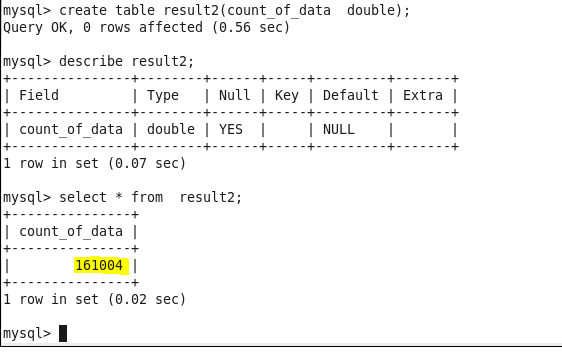 mysql> create table result2(count_of_data  double);
Query OK, 0 rows affected (0.56 sec)
mysql> describe result2;
+---------------+--------+------+-----+---------+-------+
| Field         | Type   | Null | Key | Default | Extra |
+---------------+--------+------+-----+---------+-------+
| count_of_data | double | YES  |     | NULL    |       |
+---------------+--------+------+-----+---------+-------+
1 row in set (0.07 sec)
mysql> select * from  result2;
+---------------+
| count_of_data |
+---------------+
|        161004 |
+---------------+
1 row in set (0.02 sec)
mysql>